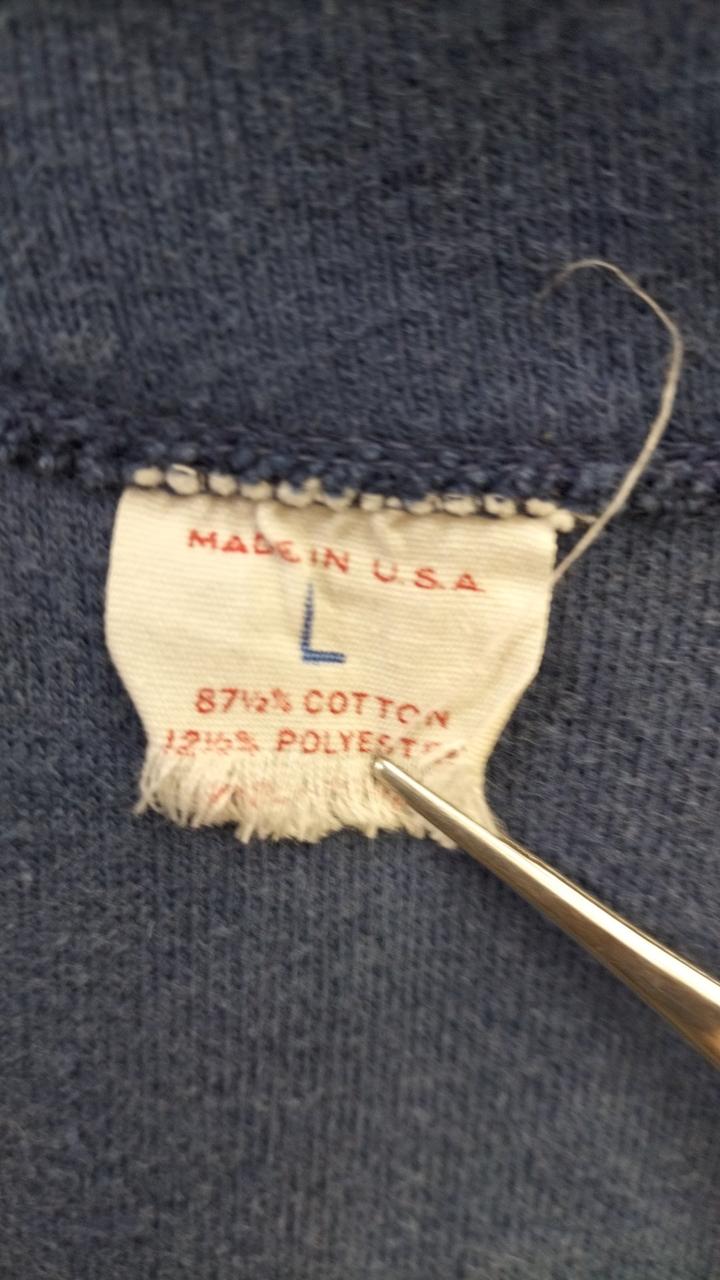 MADE IN U.S.A
L
87½% COTTON
12½% POLYESTER